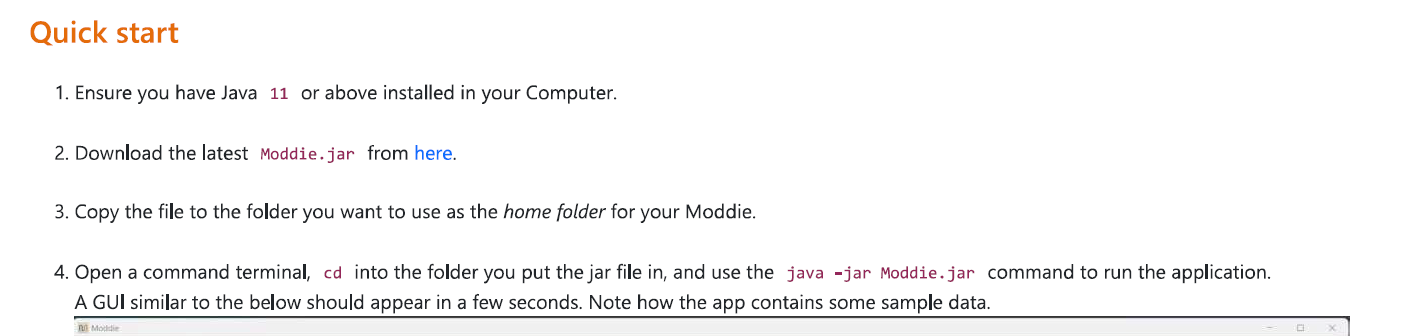 Quick start
1. Ensure you have Java 11 or above installed in your Computer.
2. Download the latest Moddie.jar from here.
3. Copy the file to the folder you want to use as the home folder for your Moddie.
4. Open a command terminal, cd into the folder you put the jar file in, and use the java -jar Moddie.jar command to run the application.
A GUI similar to the below should appear in a few seconds. Note how the app contains some sample data.
Moddie